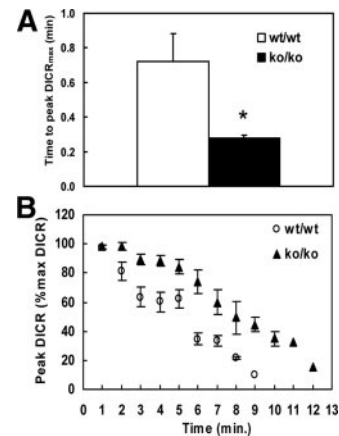 A
Time to peak DICRmax (min)
1.0
0.8
0.6
0.4
0.2
0.0
wt/wt
ko/ko
*
B
Peak DICR (%max DICR)
120
100
80
60
40
20
0
wt/wt
ko/ko
0 1 2 3 4 5 6 7 8 9 10 11 12 13
Time (min.)